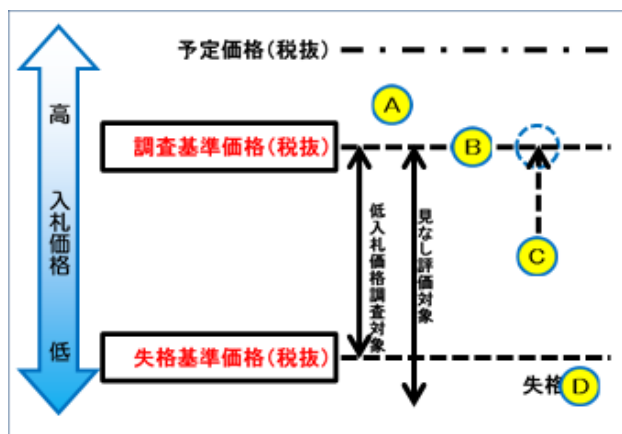 予定価格(税抜)
高
入札価格
低
A
調査基準価格(税抜)
B
低入札価格調査対象
見なし評価対象
C
失格基準価格(税抜)
失格
D